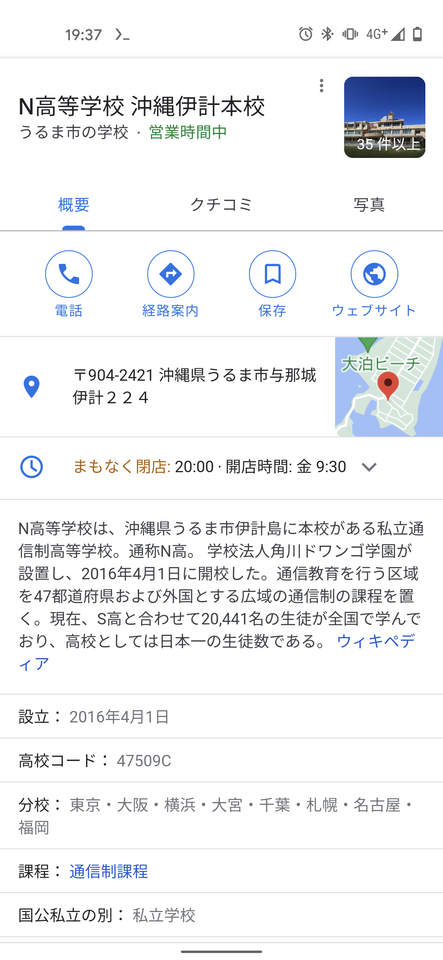 19:37 >_ 4G+
N高等学校 沖縄伊計本校
うるま市の学校 · 営業時間中
35 件以上
概要 クチコミ 写真
電話 経路案内 保存 ウェブサイト
〒904-2421 沖縄県うるま市与那城
伊計２２４
大泊ビーチ
まもなく閉店: 20:00 · 開店時間: 金 9:30
N高等学校は、沖縄県うるま市伊計島に本校がある私立通
信制高等学校。通称N高。 学校法人角川ドワンゴ学園が
設置し、2016年4月1日に開校した。通信教育を行う区域
を47都道府県および外国とする広域の通信制の課程を置
く。現在、S高と合わせて20,441名の生徒が全国で学んで
おり、高校としては日本一の生徒数である。 ウィキペデ
ィア
設立： 2016年4月1日
高校コード： 47509C
分校： 東京・大阪・横浜・大宮・千葉・札幌・名古屋・
福岡
課程： 通信制課程
国公私立の別： 私立学校